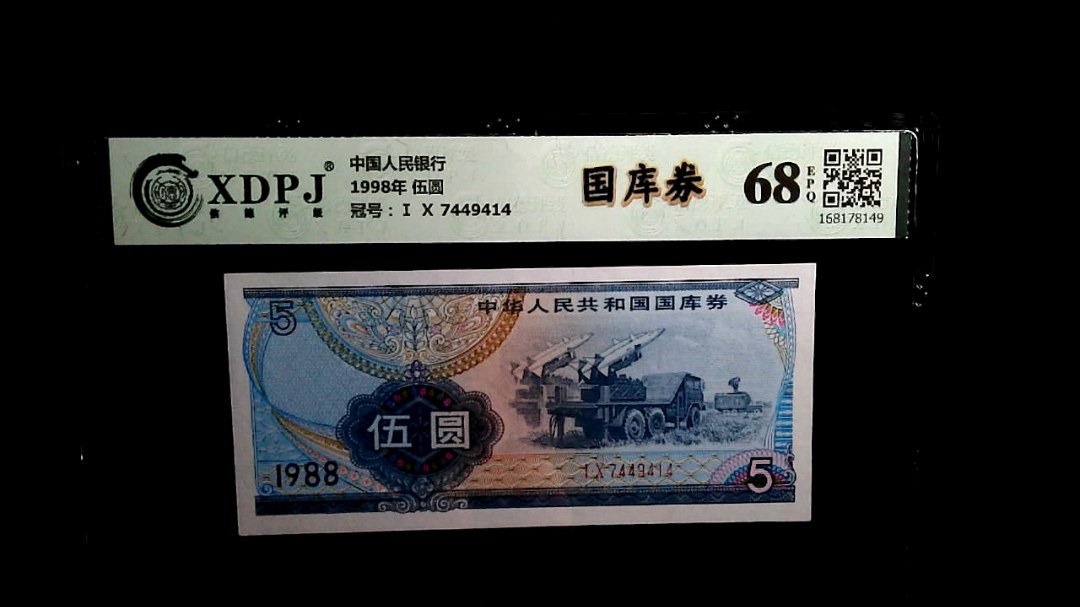 XDPJ®
评级
中国人民银行
1998年 伍圆
冠号：I X 7449414
国库券
68
EPQ
168178149
5
中华人民共和国国库券
伍圆
1988
I X 7449414
5